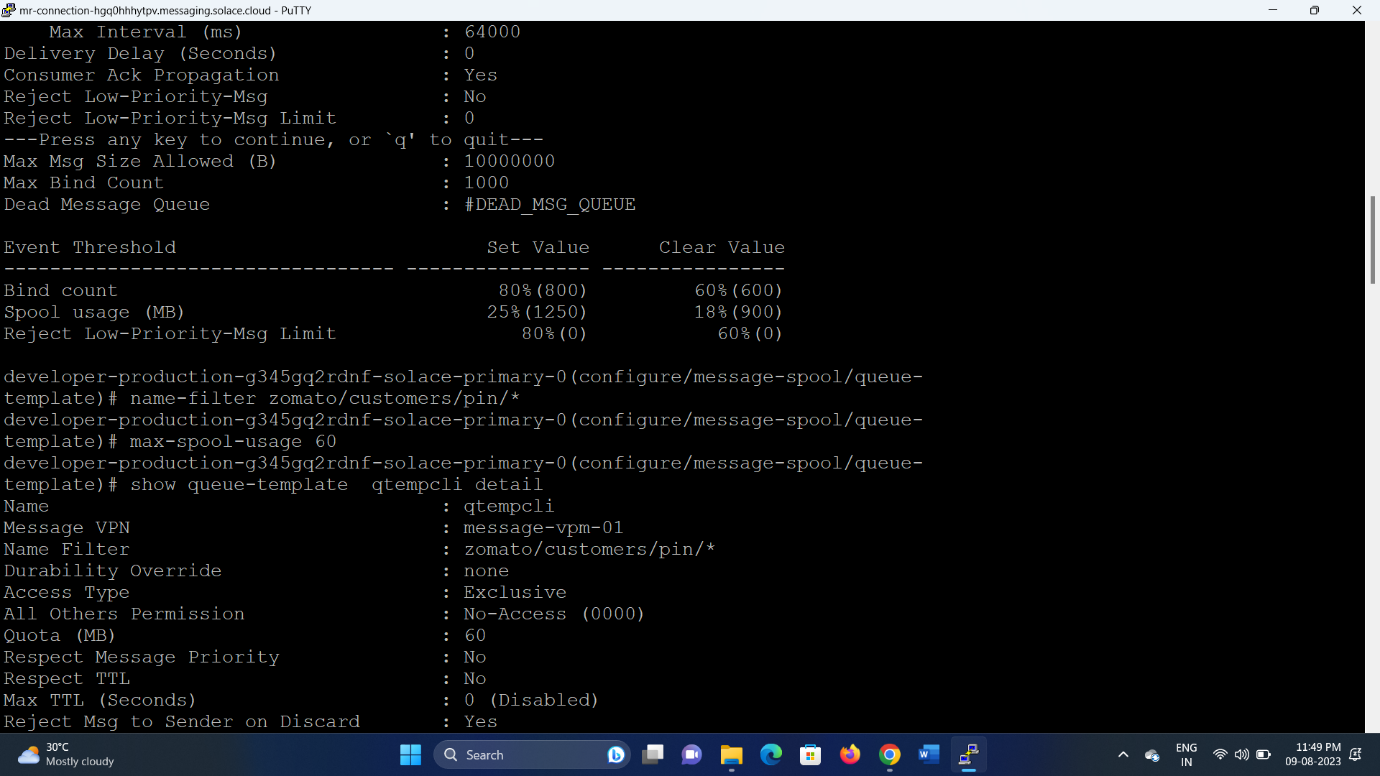 mr-connection-hgq0hhhytpv.messaging.solace.cloud - PuTTY
Max Interval (ms) : 64000
Delivery Delay (Seconds) : 0
Consumer Ack Propagation : Yes
Reject Low-Priority-Msg : No
Reject Low-Priority-Msg Limit : 0
---Press any key to continue, or `q' to quit---
Max Msg Size Allowed (B) : 10000000
Max Bind Count : 1000
Dead Message Queue : #DEAD_MSG_QUEUE
Event Threshold Set Value Clear Value
---------------------------------- ---------------- ----------------
Bind count 80%(800) 60%(600)
Spool usage (MB) 25%(1250) 18%(900)
Reject Low-Priority-Msg Limit 80%(0) 60%(0)
developer-production-g345gq2rdnf-solace-primary-0(configure/message-spool/queue-
template)# name-filter zomato/customers/pin/*
developer-production-g345gq2rdnf-solace-primary-0(configure/message-spool/queue-
template)# max-spool-usage 60
developer-production-g345gq2rdnf-solace-primary-0(configure/message-spool/queue-
template)# show queue-template  qtempcli detail
Name : qtempcli
Message VPN : message-vpm-01
Name Filter : zomato/customers/pin/*
Durability Override : none
Access Type : Exclusive
All Others Permission : No-Access (0000)
Quota (MB) : 60
Respect Message Priority : No
Respect TTL : No
Max TTL (Seconds) : 0 (Disabled)
Reject Msg to Sender on Discard : Yes
30°C
Mostly cloudy
Search
ENG
IN
11:49 PM
09-08-2023